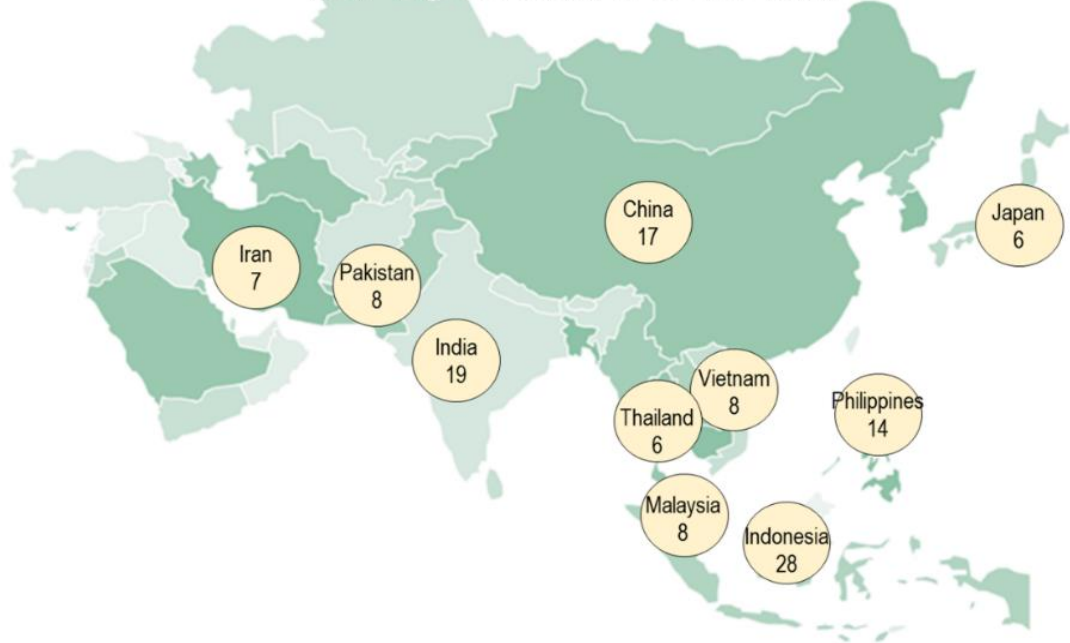 China
17
Japan
6
Iran
7
Pakistan
8
India
19
Vietnam
8
Thailand
6
Philippines
14
Malaysia
8
Indonesia
28